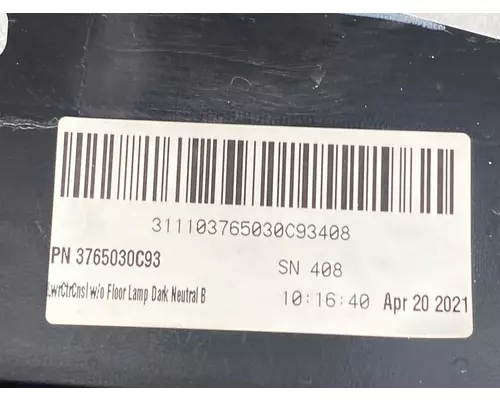 311103765030C93408
PN 3765030C93
SN 408
LwrCtrCnsl w/o Floor Lamp Dark Neutral B
10:16:40 Apr 20 2021